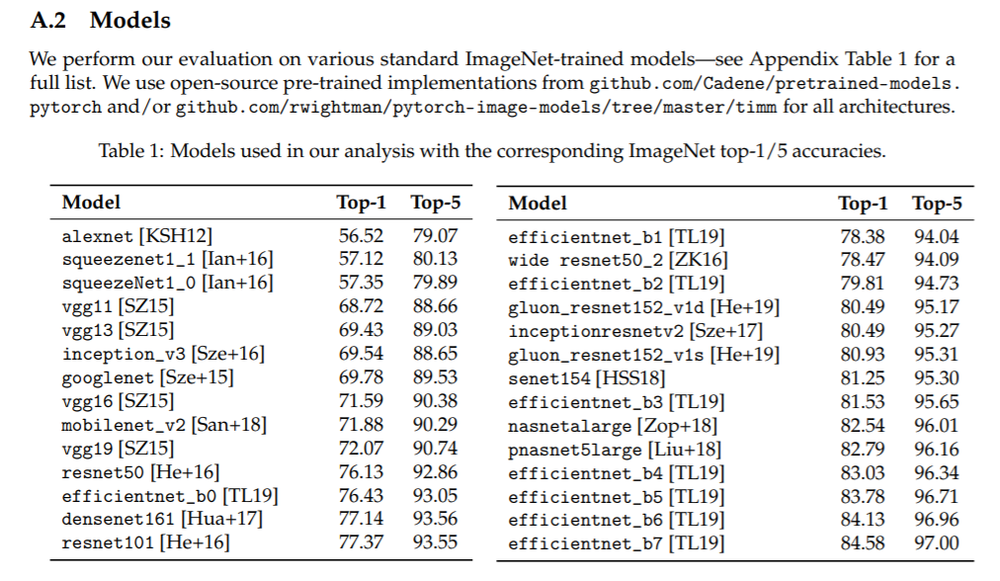 A.2 Models
We perform our evaluation on various standard ImageNet-trained models—see Appendix Table 1 for a
full list. We use open-source pre-trained implementations from github.com/Cadene/pretrained-models.
pytorch and/or github.com/rwightman/pytorch-image-models/tree/master/timm for all architectures.
Table 1: Models used in our analysis with the corresponding ImageNet top-1/5 accuracies.
Model Top-1 Top-5
alexnet [KSH12] 56.52 79.07
squeezenet1_1 [Ian+16] 57.12 80.13
squeezeNet1_0 [Ian+16] 57.35 79.89
vgg11 [SZ15] 68.72 88.66
vgg13 [SZ15] 69.43 89.03
inception_v3 [Sze+16] 69.54 88.65
googlenet [Sze+15] 69.78 89.53
vgg16 [SZ15] 71.59 90.38
mobilenet_v2 [San+18] 71.88 90.29
vgg19 [SZ15] 72.07 90.74
resnet50 [He+16] 76.13 92.86
efficientnet_b0 [TL19] 76.43 93.05
densenet161 [Hua+17] 77.14 93.56
resnet101 [He+16] 77.37 93.55
Model Top-1 Top-5
efficientnet_b1 [TL19] 78.38 94.04
wide resnet50_2 [ZK16] 78.47 94.09
efficientnet_b2 [TL19] 79.81 94.73
gluon_resnet152_v1d [He+19] 80.49 95.17
inceptionresnetv2 [Sze+17] 80.49 95.27
gluon_resnet152_v1s [He+19] 80.93 95.31
senet154 [HSS18] 81.25 95.30
efficientnet_b3 [TL19] 81.53 95.65
nasnetalarge [Zop+18] 82.54 96.01
pnasnet5large [Liu+18] 82.79 96.16
efficientnet_b4 [TL19] 83.03 96.34
efficientnet_b5 [TL19] 83.78 96.71
efficientnet_b6 [TL19] 84.13 96.96
efficientnet_b7 [TL19] 84.58 97.00